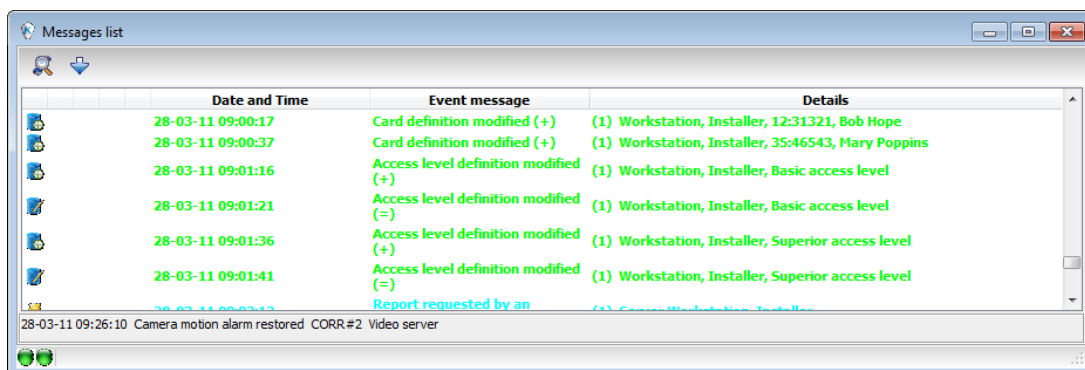 Messages list
Date and Time Event message Details
28-03-11 09:00:17 Card definition modified (+) (1) Workstation, Installer, 12:31321, Bob Hope
28-03-11 09:00:37 Card definition modified (+) (1) Workstation, Installer, 35:46543, Mary Poppins
28-03-11 09:01:16 Access level definition modified (+) (1) Workstation, Installer, Basic access level
28-03-11 09:01:21 Access level definition modified (=) (1) Workstation, Installer, Basic access level
28-03-11 09:01:36 Access level definition modified (+) (1) Workstation, Installer, Superior access level
28-03-11 09:01:41 Access level definition modified (=) (1) Workstation, Installer, Superior access level
Report requested by an
28-03-11 09:26:10 Camera motion alarm restored CORR#2 Video server